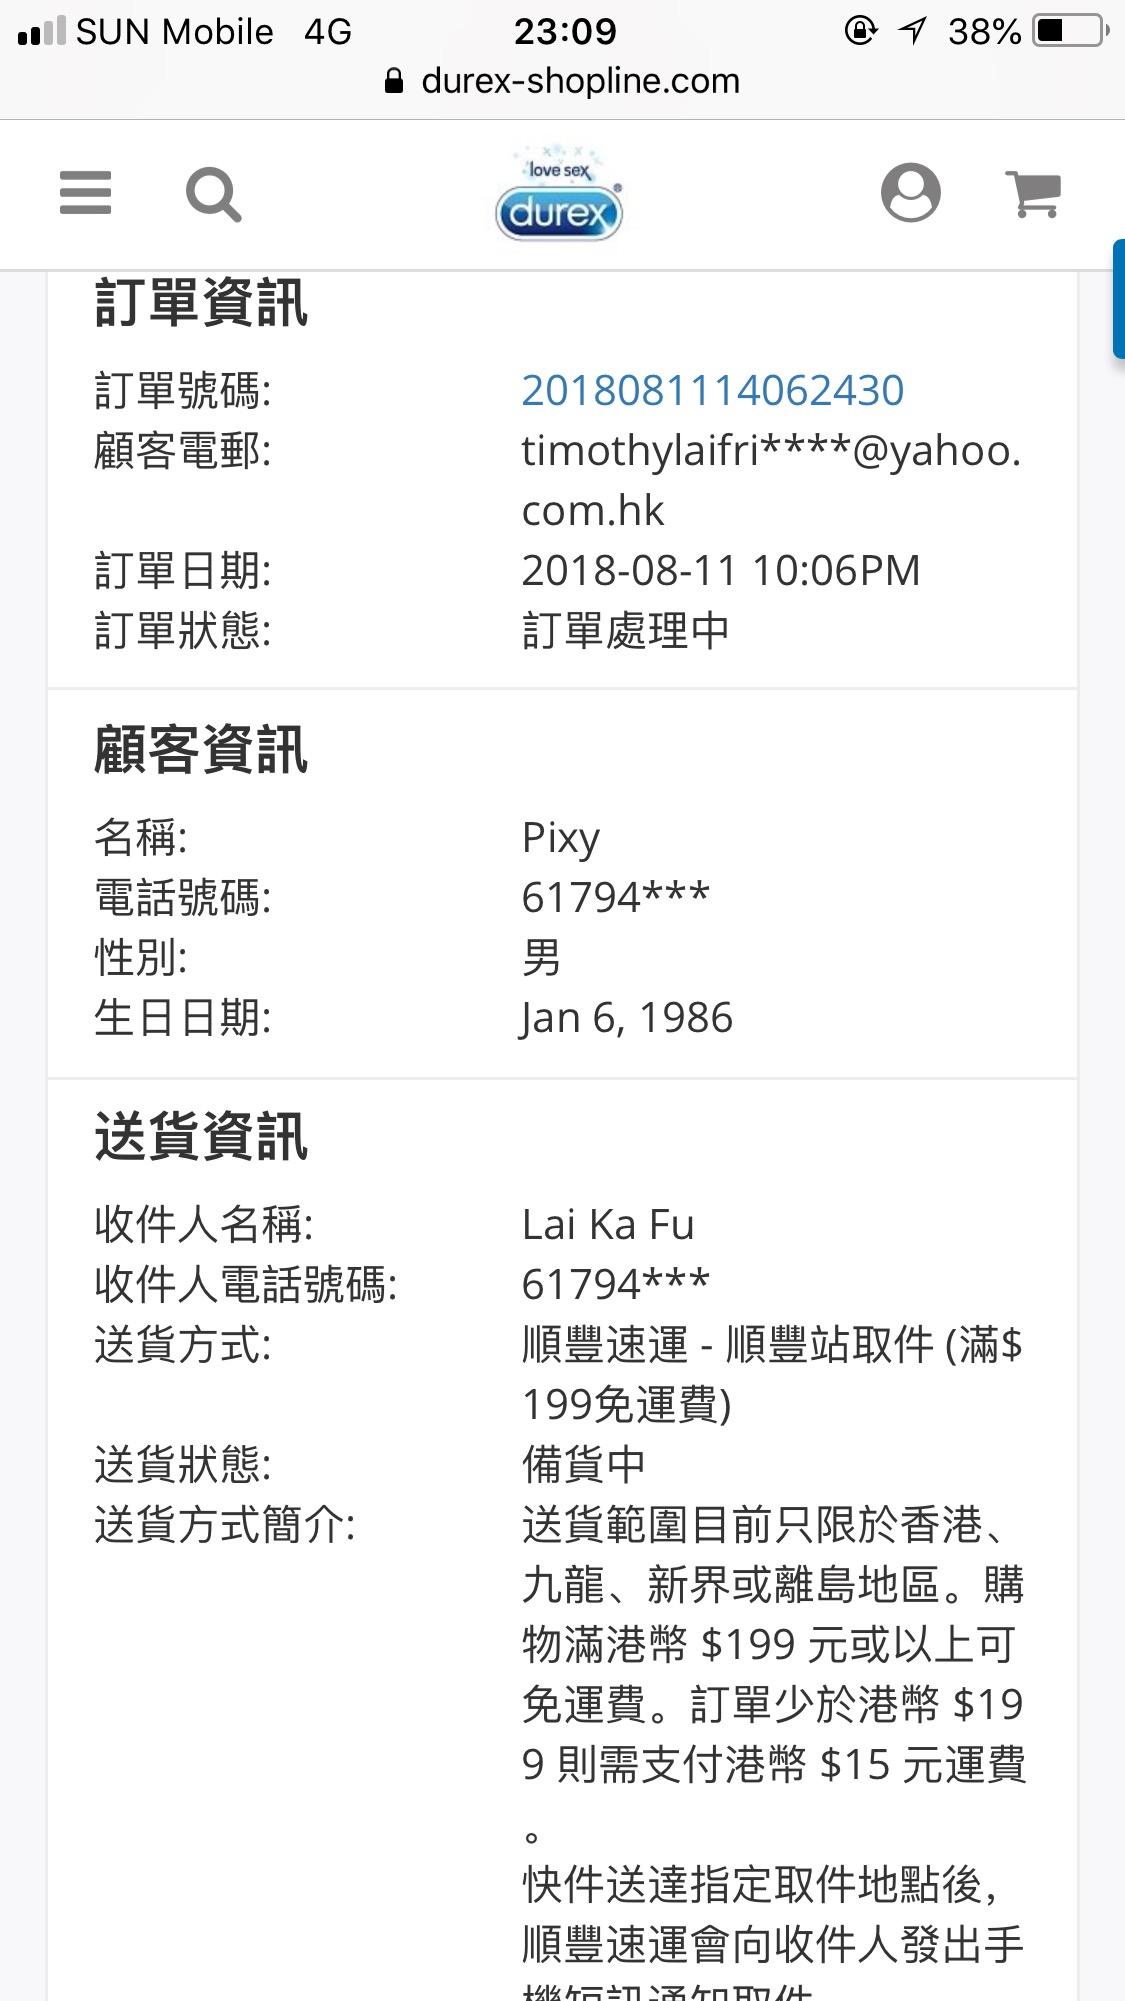 SUN Mobile 4G 23:09 38%
durex-shopline.com
love sex
durex
訂單資訊
訂單號碼: 2018081114062430
顧客電郵: timothylaifri****@yahoo.
com.hk
訂單日期: 2018-08-11 10:06PM
訂單狀態: 訂單處理中
顧客資訊
名稱: Pixy
電話號碼: 61794***
性別: 男
生日日期: Jan 6, 1986
送貨資訊
收件人名稱: Lai Ka Fu
收件人電話號碼: 61794***
送貨方式: 順豐速運 - 順豐站取件 (滿$
199免運費)
送貨狀態: 備貨中
送貨方式簡介: 送貨範圍目前只限於香港、
九龍、新界或離島地區。購
物滿港幣 $199 元或以上可
免運費。訂單少於港幣 $19
9 則需支付港幣 $15 元運費
。
快件送達指定取件地點後,
順豐速運會向收件人發出手
機短訊通知取件